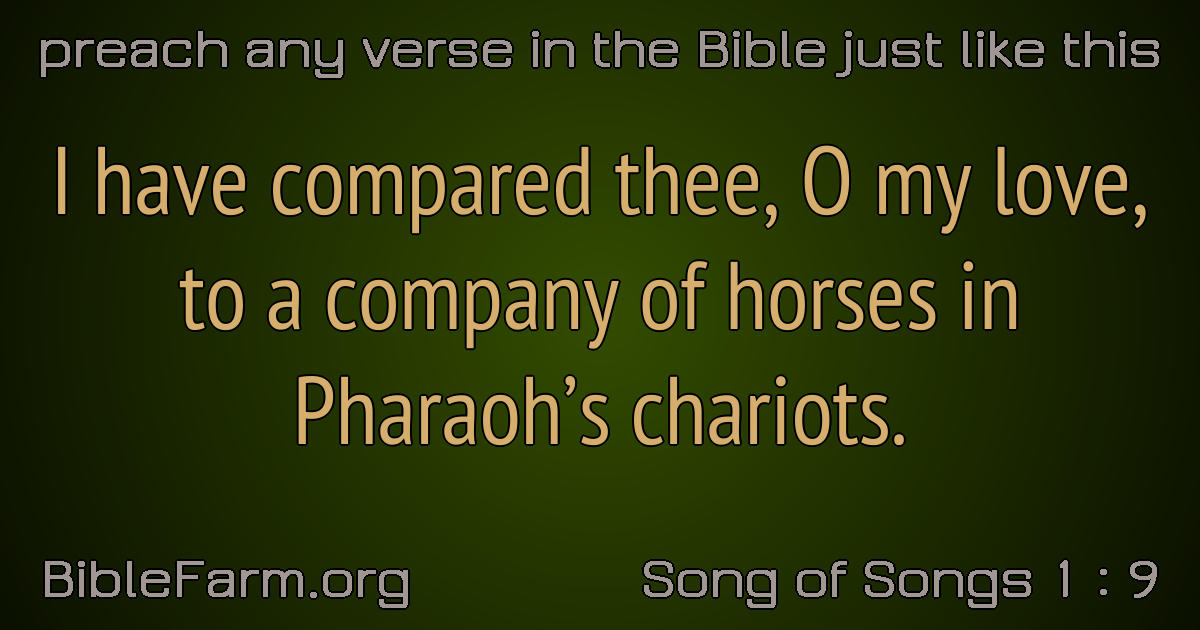 preach any verse in the Bible just like this
I have compared thee, O my love,
to a company of horses in
Pharaoh’s chariots.
BibleFarm.org
Song of Songs 1 : 9